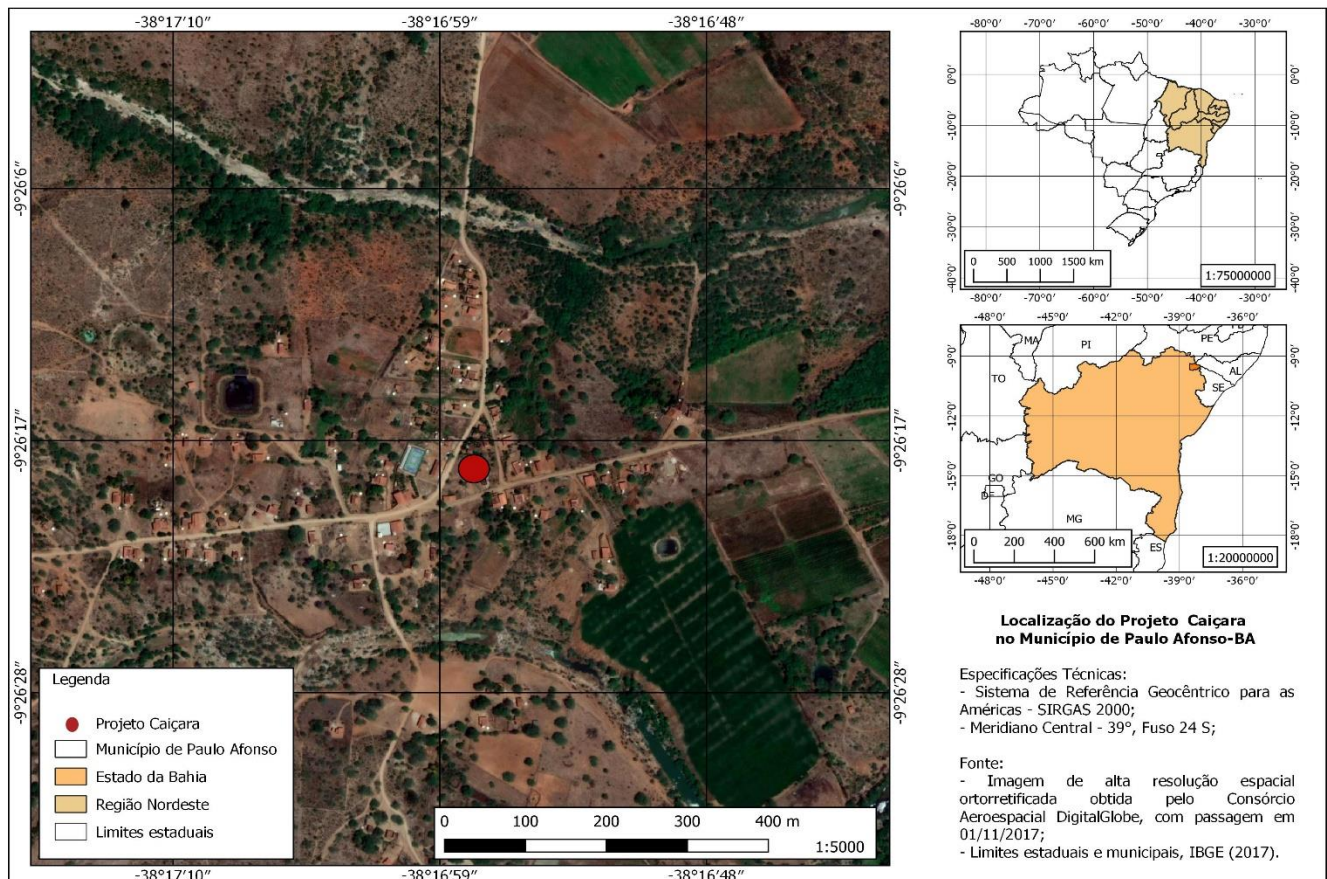 -38°17'10" -38°16'59" -38°16'48"
-9°26'6" -9°26'6"
-9°26'17" -9°26'17"
-9°26'28" -9°26'28"
Legenda
Projeto Caiçara
Município de Paulo Afonso
Estado da Bahia
Região Nordeste
Limites estaduais
0 100 200 300 400 m
1:5000
-38°17'10" -38°16'59" -38°16'48"
-80°0' -70°0' -60°0' -50°0' -40°0' -30°0'
0°0' 0°0'
-10°0' -10°0'
-20°0' -20°0'
-30°0' -30°0'
-40°0' -40°0'
0 500 1000 1500 km
1:75000000
-80°0' -70°0' -60°0' -50°0' -40°0' -30°0'
-48°0' -45°0' -42°0' -39°0' -36°0'
MA PI PE
-9°0' -9°0'
TO AL
SE
-12°0' -12°0'
-15°0' -15°0'
GO
DF
MG
-18°0' -18°0'
ES
0 200 400 600 km
1:20000000
-48°0' -45°0' -42°0' -39°0' -36°0'
Localização do Projeto Caiçara
no Município de Paulo Afonso-BA
Especificações Técnicas:
- Sistema de Referência Geocêntrico para as
Américas - SIRGAS 2000;
- Meridiano Central - 39°, Fuso 24 S;
Fonte:
- Imagem de alta resolução espacial
ortorretificada obtida pelo Consórcio
Aeroespacial DigitalGlobe, com passagem em
01/11/2017;
- Limites estaduais e municipais, IBGE (2017).